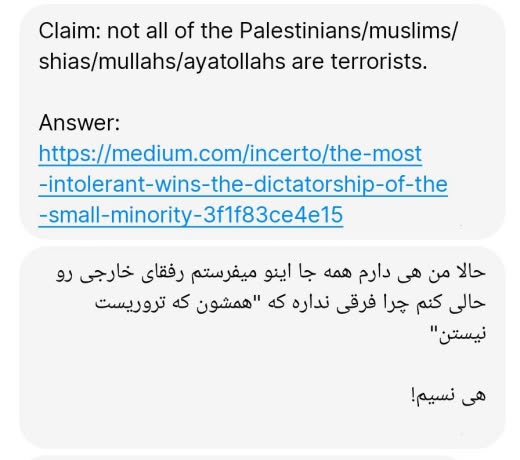 Claim: not all of the Palestinians/muslims/
shias/mullahs/ayatollahs are terrorists.
Answer:
https://medium.com/incerto/the-most
-intolerant-wins-the-dictatorship-of-the
-small-minority-3f1f83ce4e15
حالا من هی دارم همه جا اینو میفرستم رفقای خارجی رو
حالی کنم چرا فرقی نداره که "همشون که تروریست
نیستن"
هی نسیم!